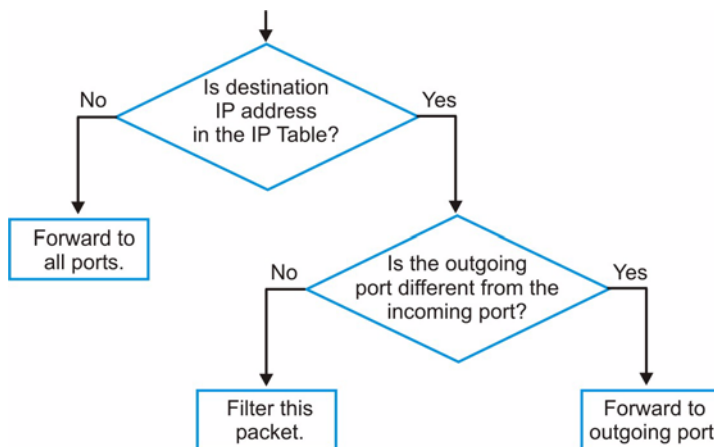 Is destination
IP address
in the IP Table?
No
Yes
Forward to
all ports.
Is the outgoing
port different from the
incoming port?
No
Yes
Filter this
packet.
Forward to
outgoing port